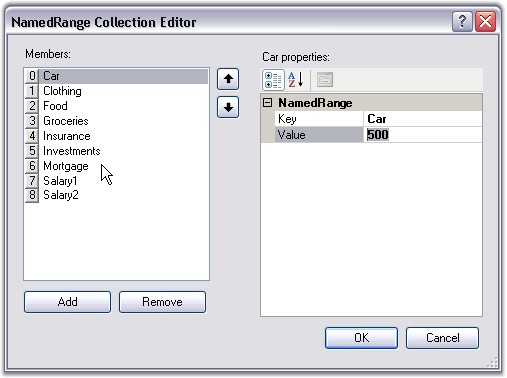 NamedRange Collection Editor
Members:
0 Car
1 Clothing
2 Food
3 Groceries
4 Insurance
5 Investments
6 Mortgage
7 Salary1
8 Salary2
Add Remove
Car properties:
NamedRange
Key Car
Value 500
OK Cancel